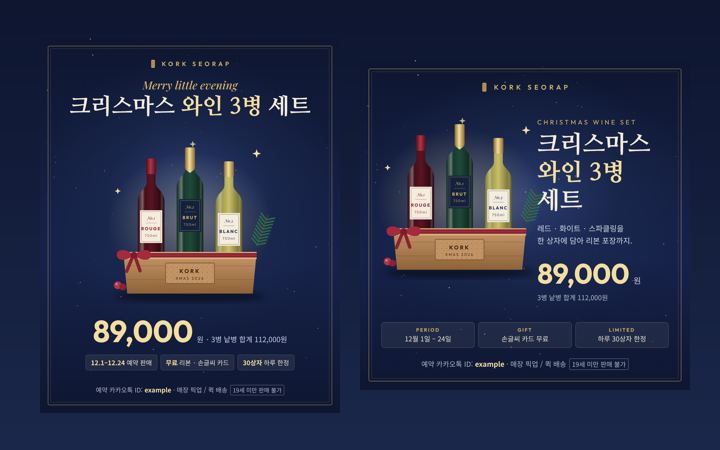 KORK SEORAP
Merry little evening
크리스마스 와인 3병 세트
No.1
ROUGE
750ml
No.2
BRUT
750ml
No.3
BLANC
750ml
KORK
XMAS 2026
89,000 원 · 3병 낱병 합계 112,000원
12.1–12.24 예약 판매
무료 리본 · 손글씨 카드
30상자 하루 한정
예약 카카오톡 ID: example · 매장 픽업 / 퀵 배송 19세 미만 판매 불가
KORK SEORAP
CHRISTMAS WINE SET
크리스마스
와인 3병
세트
레드 · 화이트 · 스파클링을
한 상자에 담아 리본 포장까지.
89,000 원
3병 낱병 합계 112,000원
No.1
ROUGE
750ml
No.2
BRUT
750ml
No.3
BLANC
750ml
KORK
XMAS 2026
PERIOD
12월 1일 – 24일
GIFT
손글씨 카드 무료
LIMITED
하루 30상자 한정
예약 카카오톡 ID: example · 매장 픽업 / 퀵 배송 19세 미만 판매 불가